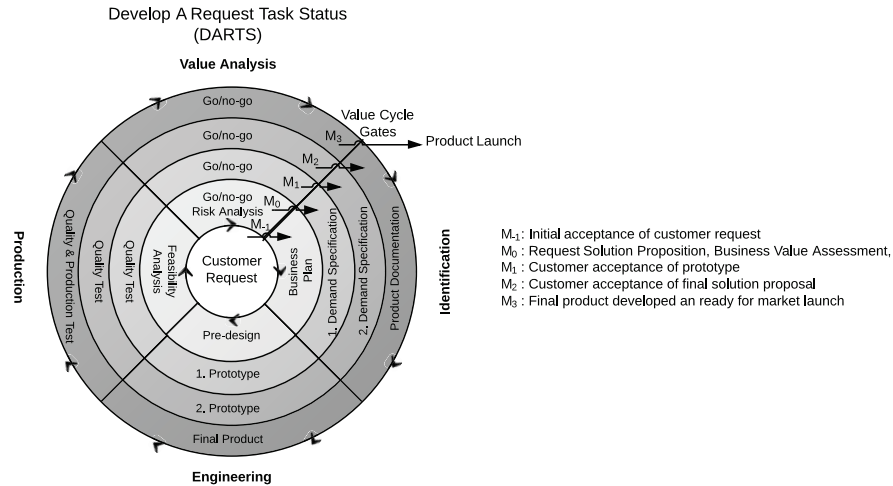 Develop A Request Task Status
(DARTS)
Value Analysis
Go/no-go
Go/no-go
Go/no-go
Go/no-go
Risk Analysis
Value Cycle
Gates
M3
Product Launch
M2
M1
M0
M-1
Customer
Request
Production
Quality & Production Test
Quality Test
Quality Test
Feasibility
Analysis
Business
Plan
1. Demand Specification
2. Demand Specification
Product Documentation
Identification
Pre-design
1. Prototype
2. Prototype
Final Product
Engineering
M-1: Initial acceptance of customer request
M0 : Request Solution Proposition, Business Value Assessment,
M1 : Customer acceptance of prototype
M2 : Customer acceptance of final solution proposal
M3 : Final product developed an ready for market launch